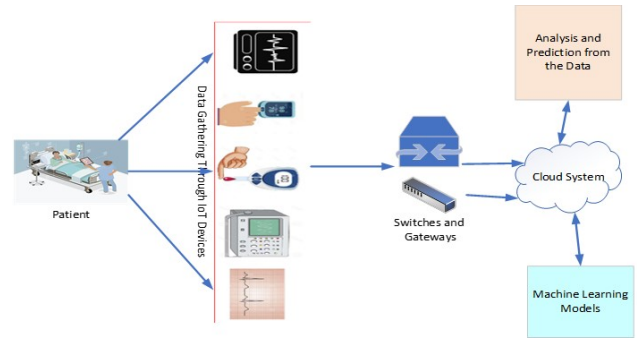 Patient
Data Gathering Through IoT Devices
Switches and
Gateways
Cloud System
Analysis and
Prediction from
the Data
Machine Learning
Models